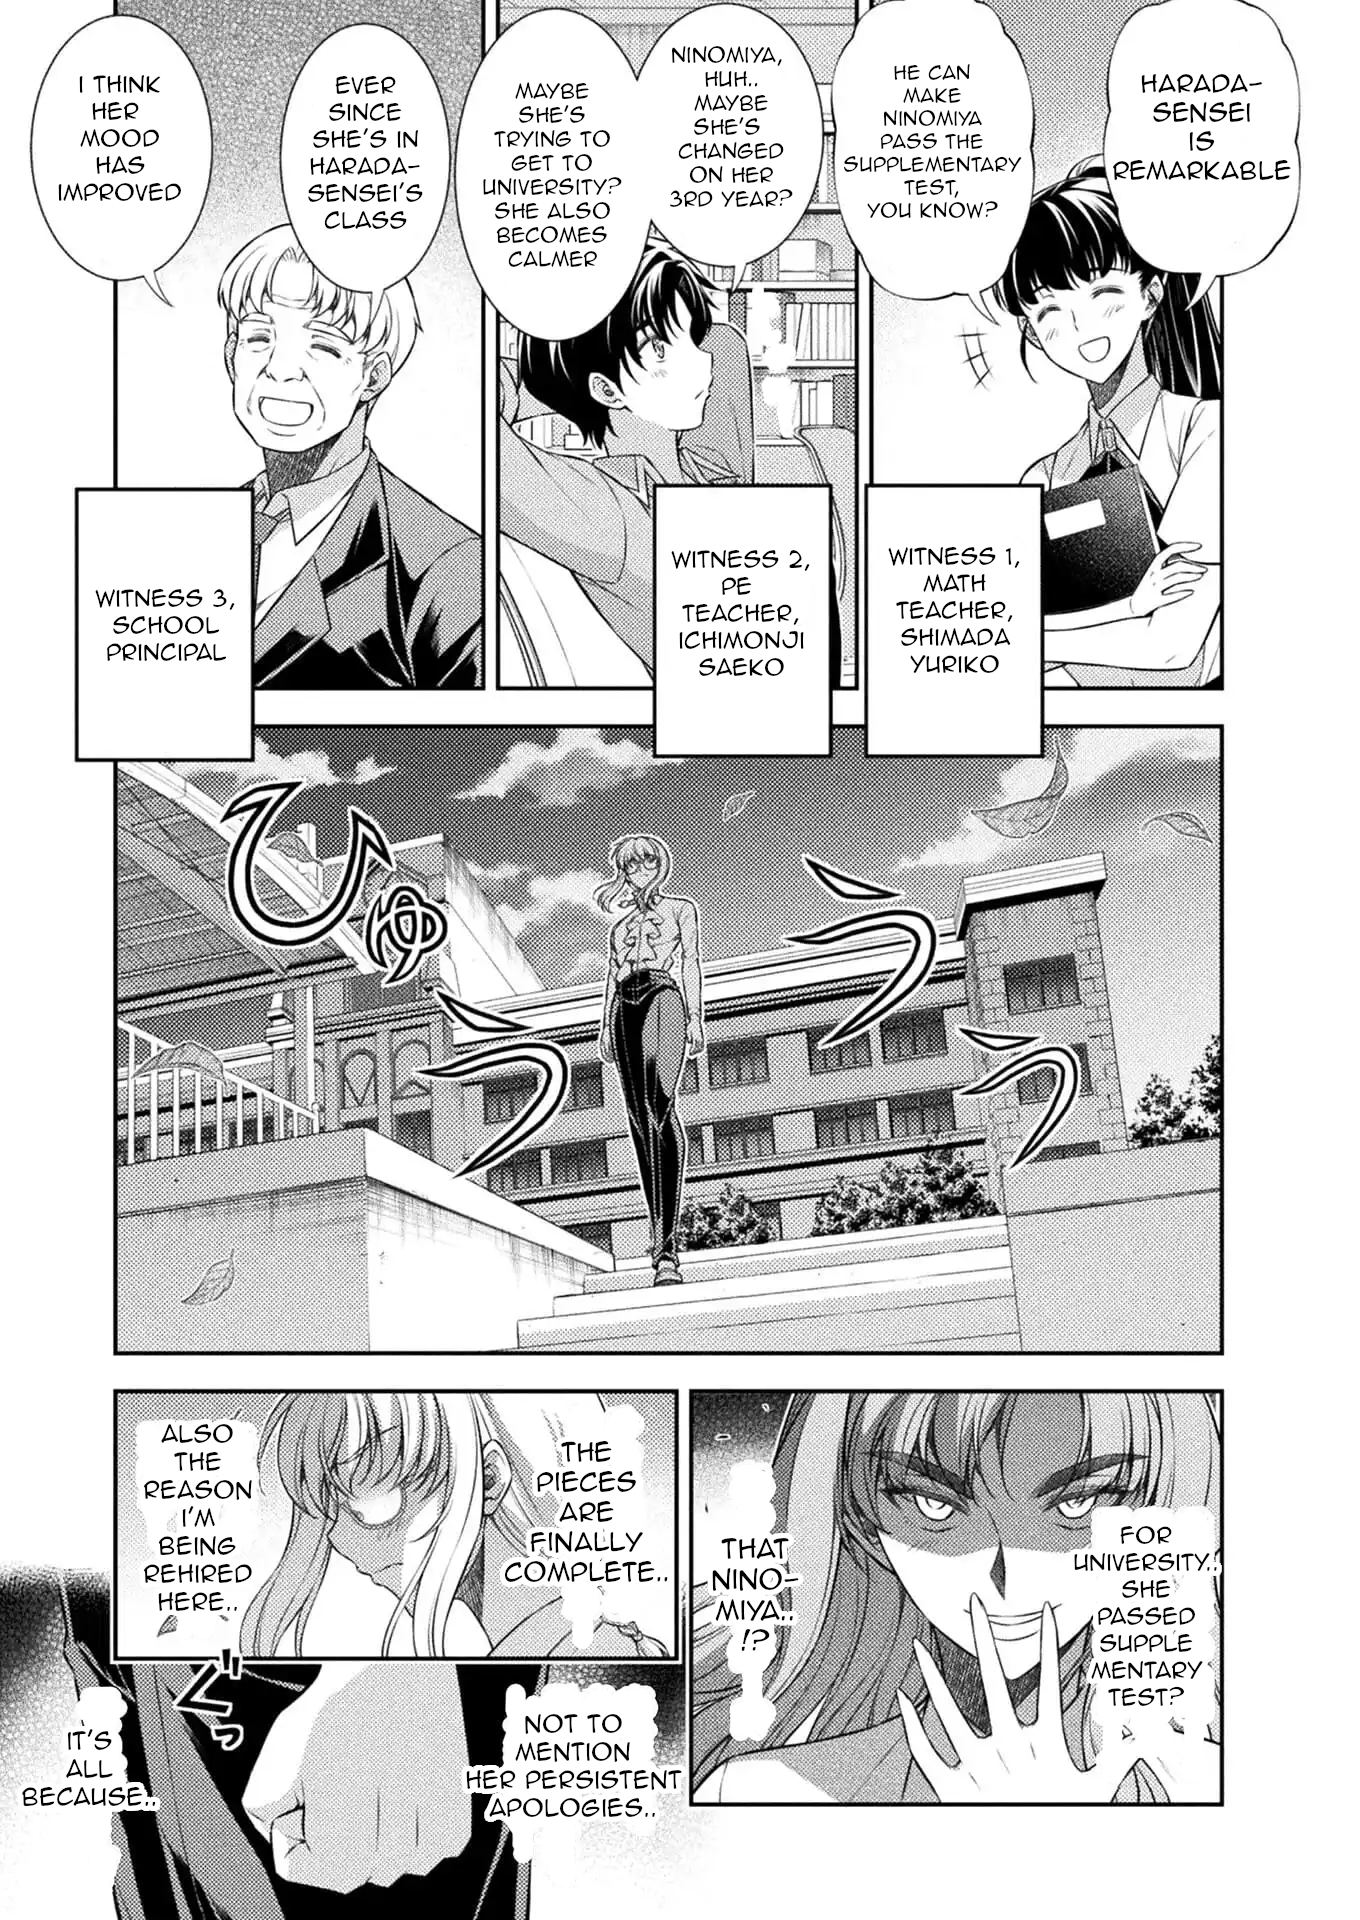 HARADA-
SENSEI
IS
REMARKABLE
HE CAN
MAKE
NINOMIYA
PASS THE
SUPPLEMENTARY
TEST,
YOU KNOW?
WITNESS 1,
MATH
TEACHER,
SHIMADA
YURIKO
NINOMIYA,
HUH..
MAYBE
SHE'S
CHANGED
ON HER
3RD YEAR?
MAYBE
SHE'S
TRYING TO
GET TO
UNIVERSITY?
SHE ALSO
BECOMES
CALMER
WITNESS 2,
PE
TEACHER,
ICHIMONJI
SAEKO
EVER
SINCE
SHE'S IN
HARADA-
SENSEI'S
CLASS
I THINK
HER
MOOD
HAS
IMPROVED
WITNESS 3,
SCHOOL
PRINCIPAL
ひゅうううう
FOR
UNIVERSITY..
SHE
PASSED
SUPPLE
MENTARY
TEST?
THAT
NINO-
MIYA..
!?
THE
PIECES
ARE
FINALLY
COMPLETE..
ALSO
THE
REASON
I'M
BEING
REHIRED
HERE..
NOT TO
MENTION
HER PERSISTENT
APOLOGIES..
ぐっ
IT'S
ALL
BECAUSE..